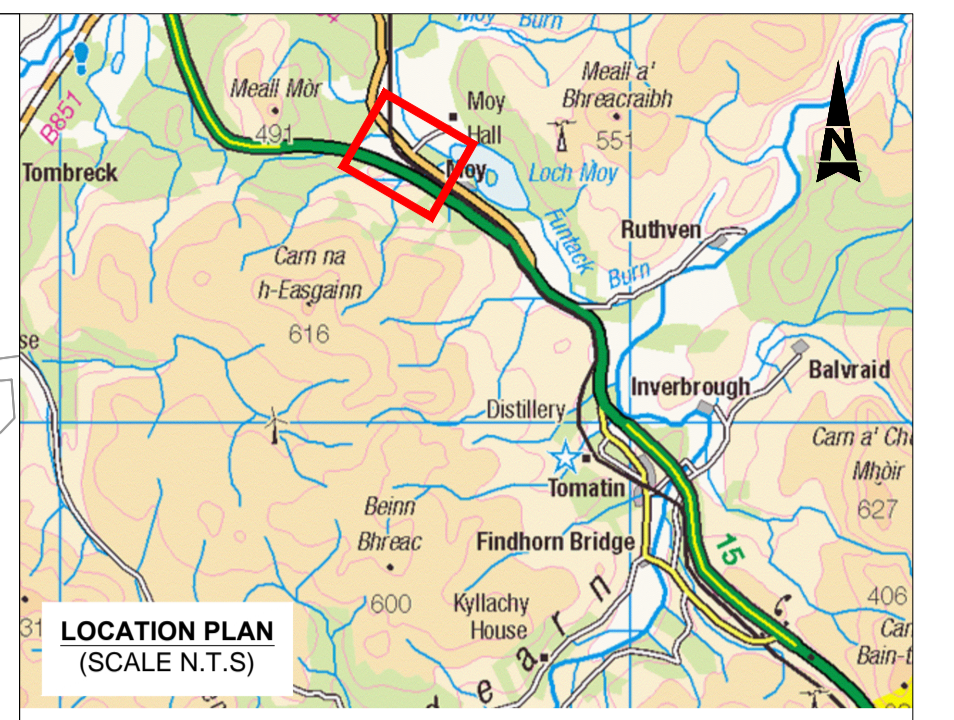 Moy Burn
B851
Meall Mòr
491
Moy
Hall
Meall a'
Bhreacraibh
551
Tombreck
Moy
Loch Moy
Funtack
Burn
Ruthven
Carn na
h-Easgainn
616
se
Balvraid
Inverbrough
Distillery
Carn a' Ch
Mhòir
627
Tomatin
Beinn
Bhreac
600
Findhorn Bridge
15
Kyllachy
House
406
Car
Bain-t
31
d e a r n
N
LOCATION PLAN
(SCALE N.T.S)